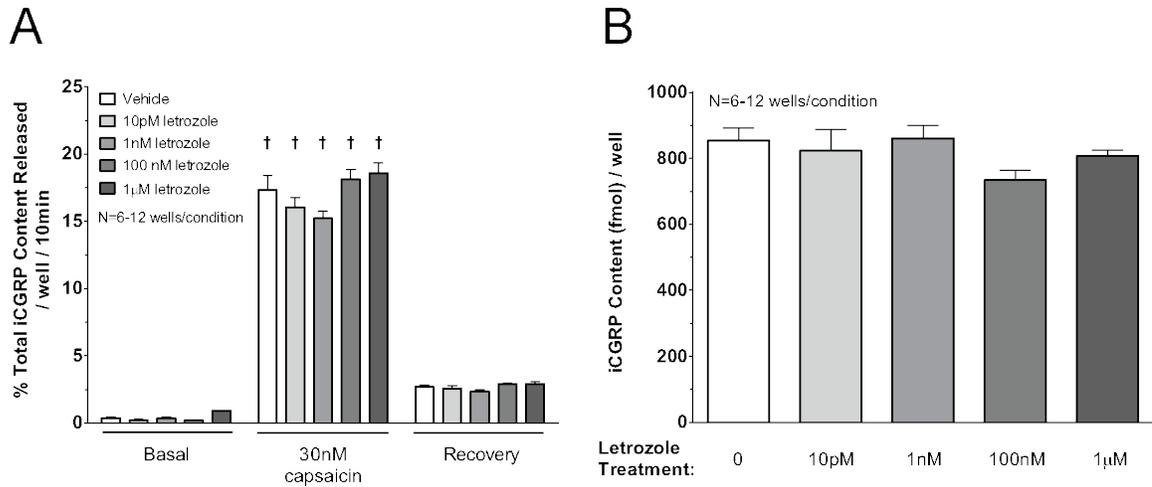 A
% Total iCGRP Content Released
/ well / 10min
25
20
15
10
5
0
Vehicle
10pM letrozole
1nM letrozole
100 nM letrozole
1µM letrozole
N=6-12 wells/condition
† † † † †
Basal
30nM
capsaicin
Recovery
B
iCGRP Content (fmol) / well
1000
800
600
400
200
0
N=6-12 wells/condition
Letrozole
Treatment: 0 10pM 1nM 100nM 1µM